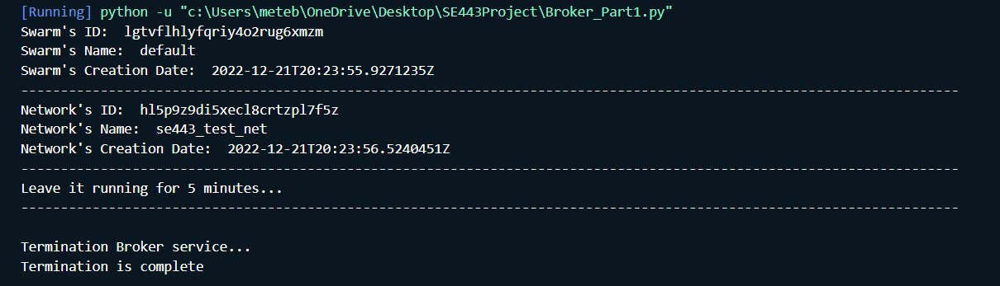 [Running] python -u "c:\Users\meteb\OneDrive\Desktop\SE443Project\Broker_Part1.py"
Swarm's ID:  lgtvflhlyfqriy4o2rug6xmzm
Swarm's Name:  default
Swarm's Creation Date:  2022-12-21T20:23:55.9271235Z
----------------------------------------------------------------------------------------------------------------------
Network's ID:  hl5p9z9di5xecl8crtzpl7f5z
Network's Name:  se443_test_net
Network's Creation Date:  2022-12-21T20:23:56.5240451Z
----------------------------------------------------------------------------------------------------------------------
Leave it running for 5 minutes...
----------------------------------------------------------------------------------------------------------------------
Termination Broker service...
Termination is complete